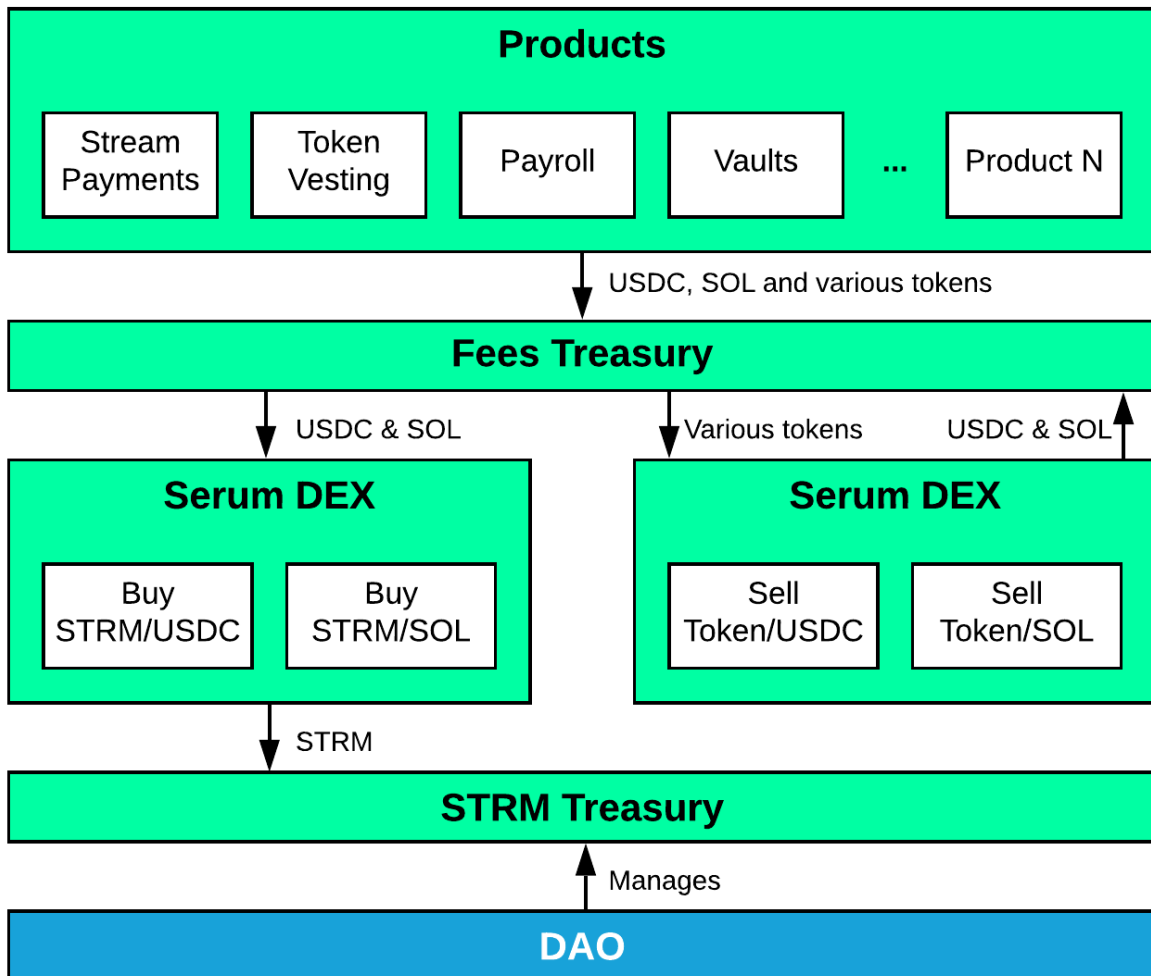 Products
Stream
Payments
Token
Vesting
Payroll
Vaults
...
Product N
USDC, SOL and various tokens
Fees Treasury
USDC & SOL
Various tokens
USDC & SOL
Serum DEX
Buy
STRM/USDC
Buy
STRM/SOL
Serum DEX
Sell
Token/USDC
Sell
Token/SOL
STRM
STRM Treasury
Manages
DAO